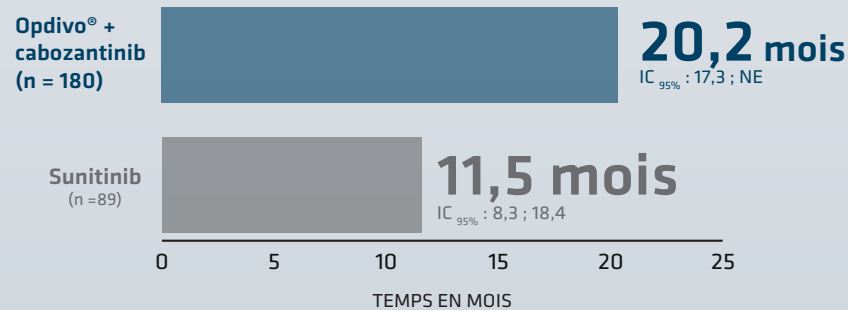 Opdivo® +
cabozantinib
(n = 180)
20,2 mois
IC 95% : 17,3 ; NE
Sunitinib
(n =89)
11,5 mois
IC 95% : 8,3 ; 18,4
0 5 10 15 20 25
TEMPS EN MOIS